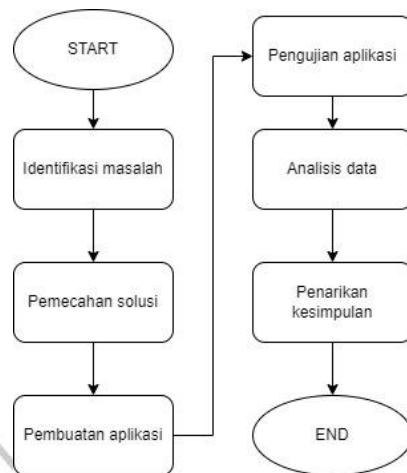 START
Identifikasi masalah
Pemecahan solusi
Pembuatan aplikasi
Pengujian aplikasi
Analisis data
Penarikan
kesimpulan
END